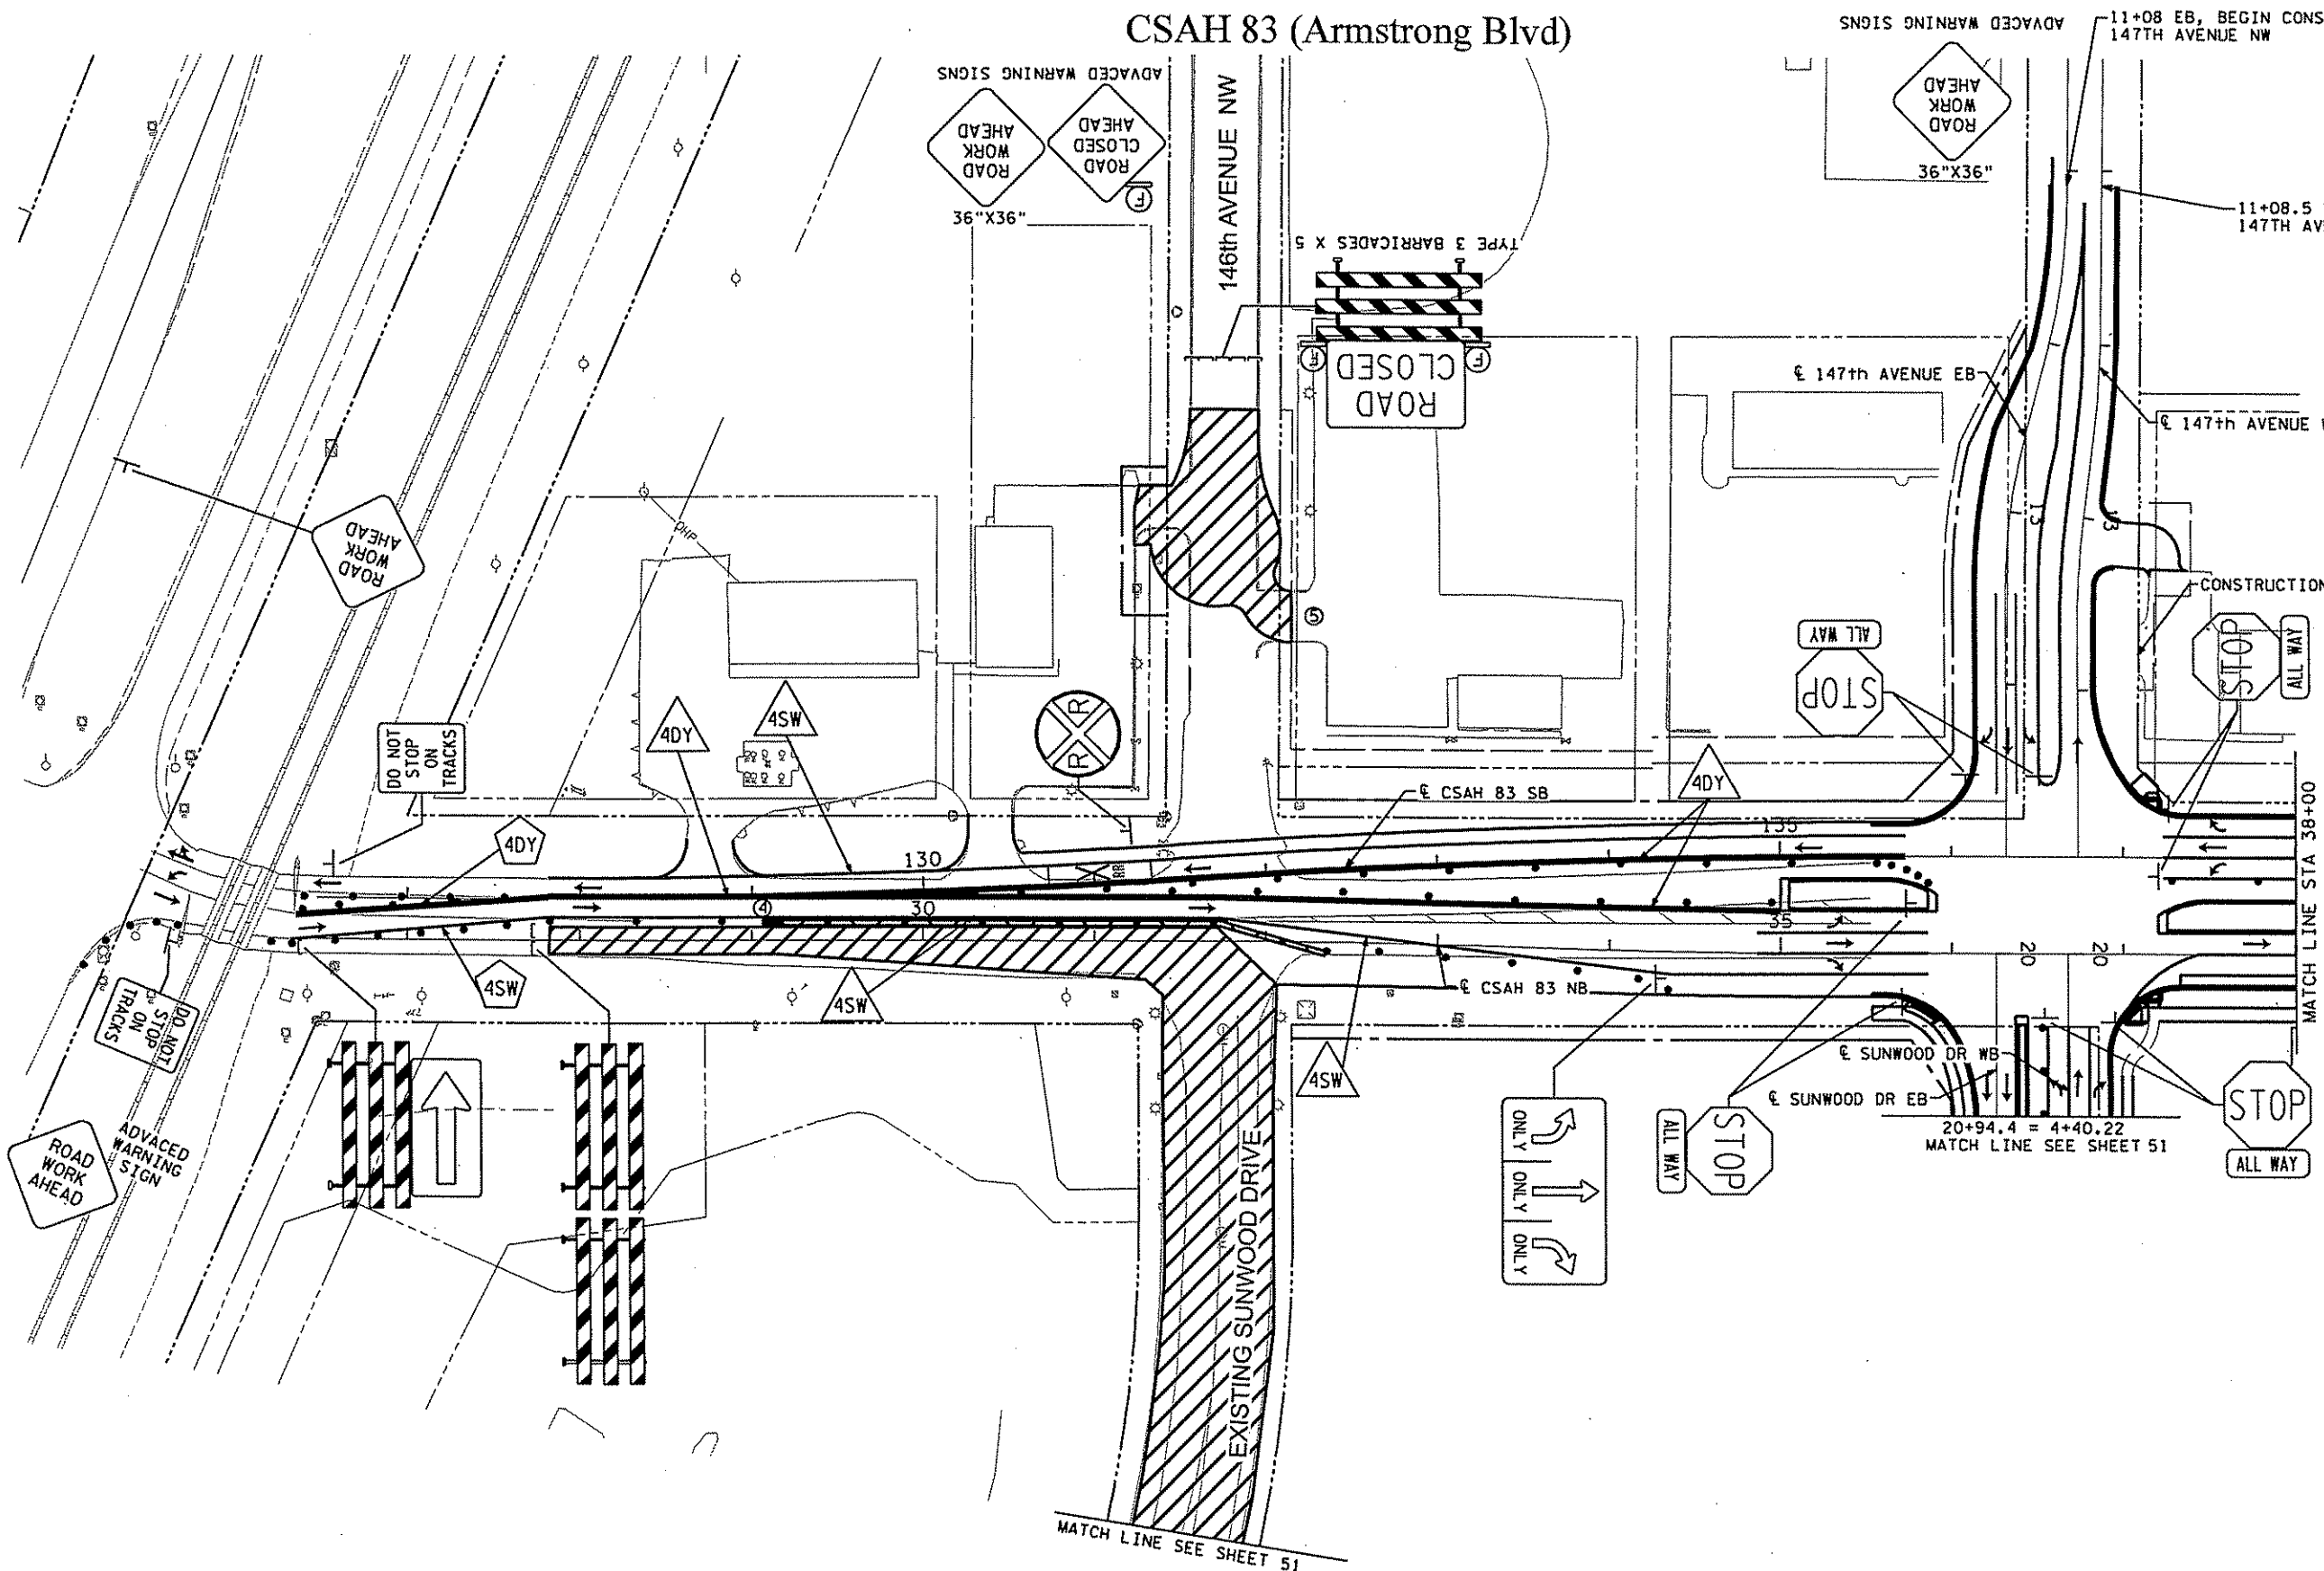 CSAH 83 (Armstrong Blvd)
ADVACED WARNING SIGNS
11+08 EB, BEGIN CONS
147TH AVENUE NW
ADVACED WARNING SIGNS
ROAD
WORK
AHEAD
ROAD
CLOSED
AHEAD
F
36"X36"
146th AVENUE NW
ROAD
WORK
AHEAD
36"X36"
11+08.5
147TH AV
TYPE 3 BARRICADES X 5
F
F
ROAD
CLOSED
℄ 147th AVENUE EB
℄ 147th AVENUE
ROAD
WORK
AHEAD
OHP
13
13
CONSTRUCTION
5
ALL WAY
STOP
STOP
ALL WAY
DO NOT
STOP
ON
TRACKS
4DY
4SW
R
R
4DY
℄ CSAH 83 SB
4DY
130
135
RR
4
30
35
MATCH LINE STA 38+00
20
20
4SW
4SW
℄ CSAH 83 NB
DO NOT
STOP
ON
TRACKS
4SW
℄ SUNWOOD DR WB
℄ SUNWOOD DR EB
20+94.4 = 4+40.22
MATCH LINE SEE SHEET 51
STOP
ALL WAY
STOP
ALL WAY
ONLY
ONLY
ONLY
ROAD
WORK
AHEAD
ADVACED
WARNING
SIGN
EXISTING SUNWOOD DRIVE
MATCH LINE SEE SHEET 51